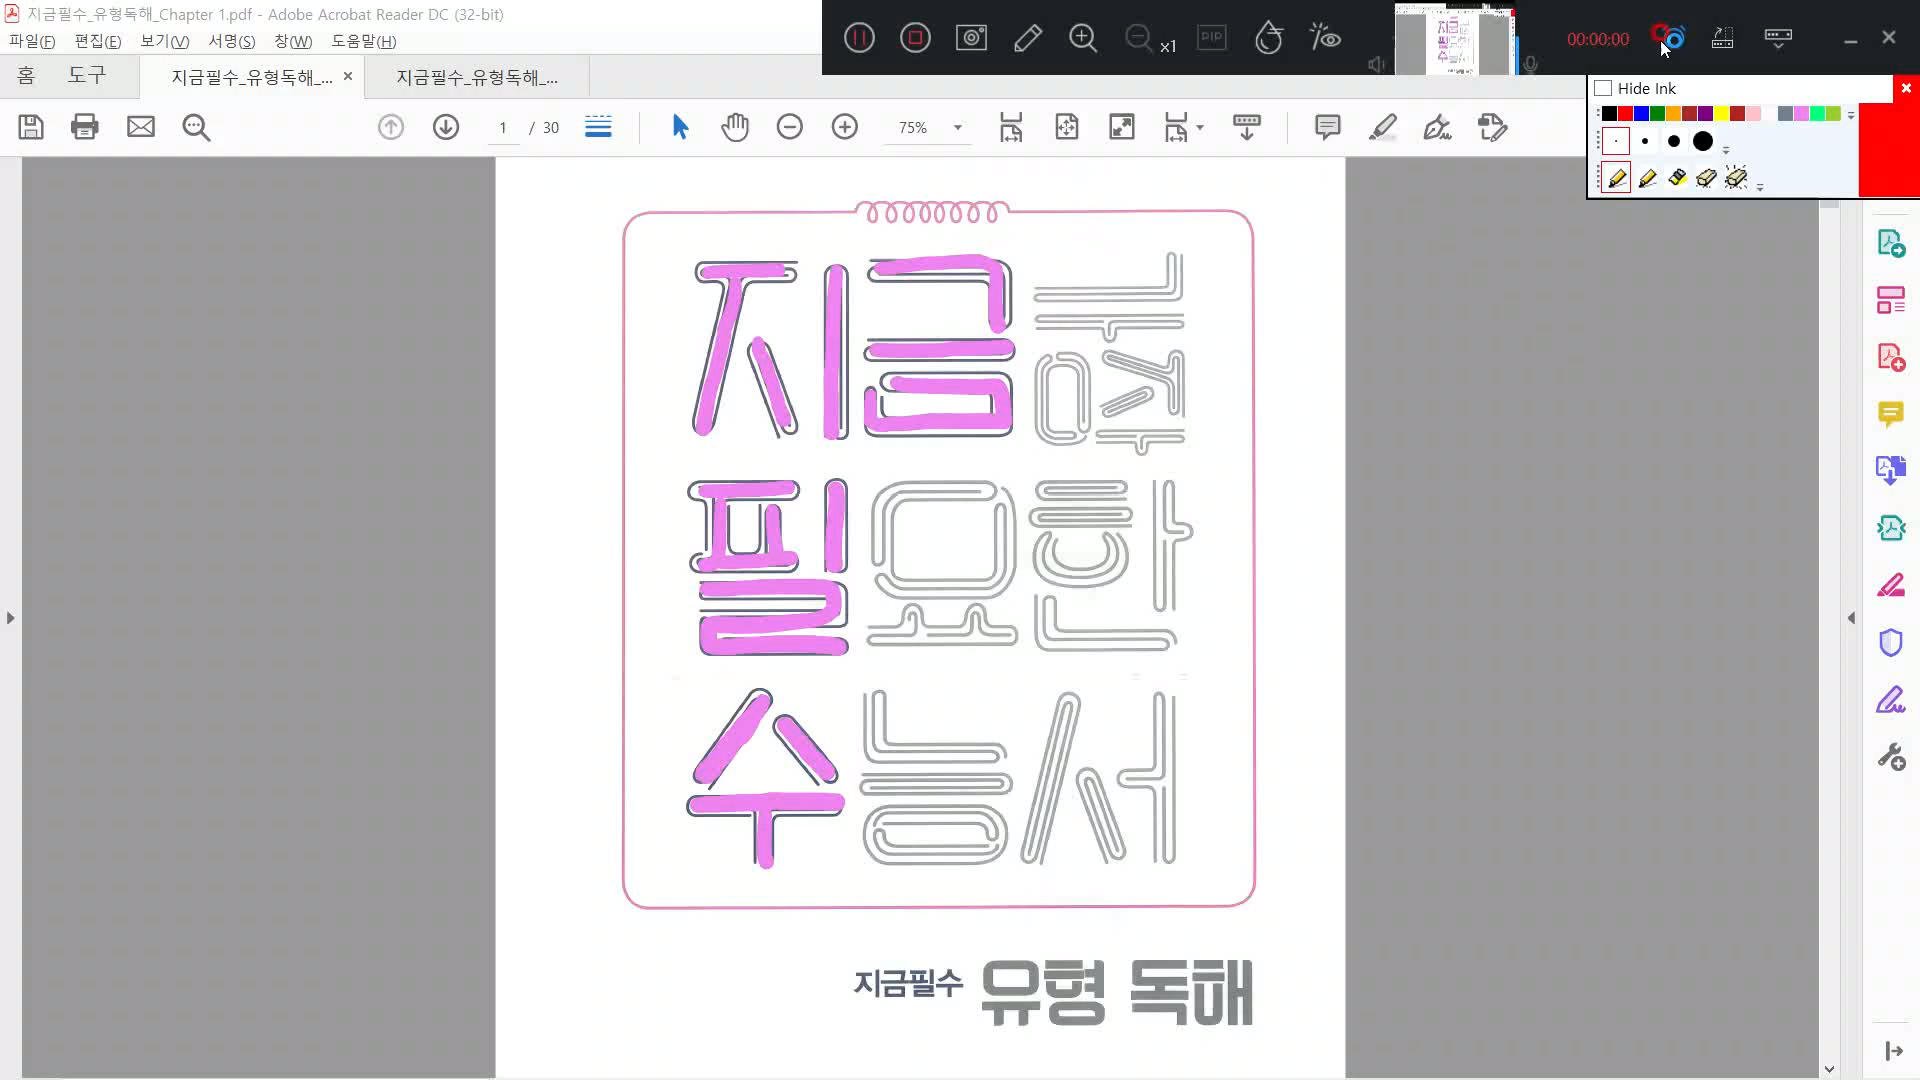 지금필수_유형독해_Chapter 1.pdf - Adobe Acrobat Reader DC (32-bit)
파일(F) 편집(E) 보기(V) 서명(S) 창(W) 도움말(H)
x1
PIP
00:00:00
홈 도구 지금필수_유형독해_... × 지금필수_유형독해_...
Hide Ink
1 / 30 75%
지금 당장
필요한
수능서
지금필수 유형 독해